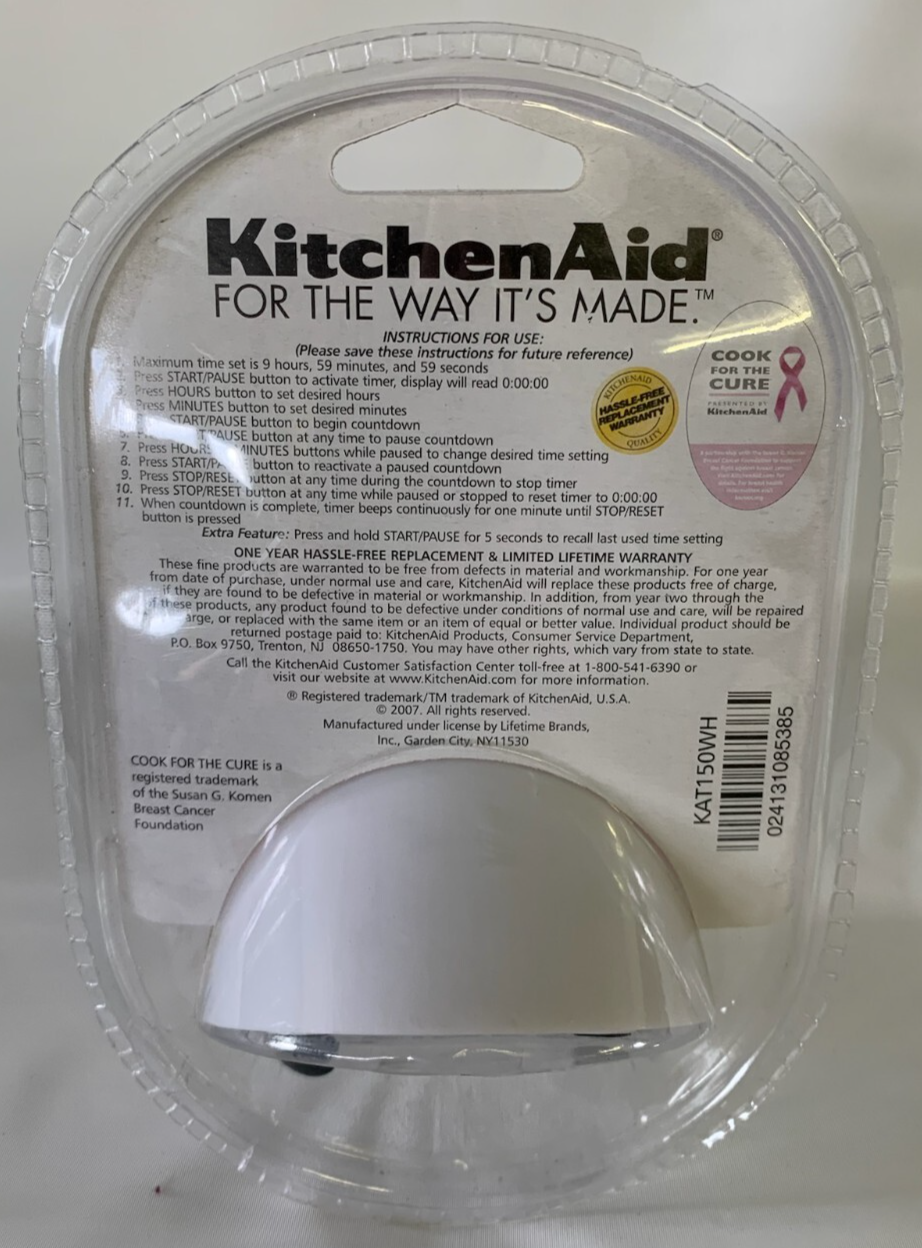 KitchenAid®
FOR THE WAY IT'S MADE.™
INSTRUCTIONS FOR USE:
(Please save these instructions for future reference)
Maximum time set is 9 hours, 59 minutes, and 59 seconds
Press START/PAUSE button to activate timer, display will read 0:00:00
Press HOURS button to set desired hours
Press MINUTES button to set desired minutes
START/PAUSE button to begin countdown
button at any time to pause countdown
7. Press HOURS MINUTES buttons while paused to change desired time setting
8. Press button to reactivate a paused countdown
9. Press button at any time during the countdown to stop timer
10. Press STOP/RESET button at any time while paused or stopped to reset timer to 0:00:00
11. When countdown is complete, timer beeps continuously for one minute until STOP/RESET
button is pressed
Extra Feature: Press and hold START/PAUSE for 5 seconds to recall last used time setting
KITCHENAID
HASSLE-FREE
REPLACEMENT
WARRANTY
QUALITY
COOK
FOR THE
CURE
PRESENTED BY
KitchenAid
ONE YEAR HASSLE-FREE REPLACEMENT & LIMITED LIFETIME WARRANTY
These fine products are warranted to be free from defects in material and workmanship. For one year
from date of purchase, under normal use and care, KitchenAid will replace these products free of charge,
if they are found to be defective in material or workmanship. In addition, from year two through the
of these products, any product found to be defective under conditions of normal use and care, will be repaired
or replaced with the same item or an item of equal or better value. Individual product should be
returned postage paid to: KitchenAid Products, Consumer Service Department,
P.O. Box 9750, Trenton, NJ 08650-1750. You may have other rights, which vary from state to state.
Call the KitchenAid Customer Satisfaction Center toll-free at 1-800-541-6390 or
visit our website at www.KitchenAid.com for more information.
® Registered trademark/TM trademark of KitchenAid, U.S.A.
© 2007. All rights reserved.
Manufactured under license by Lifetime Brands,
Inc., Garden City, NY11530
COOK FOR THE CURE is a
registered trademark
of the Susan G. Komen
Breast Cancer
Foundation
KAT150WH
024131085385